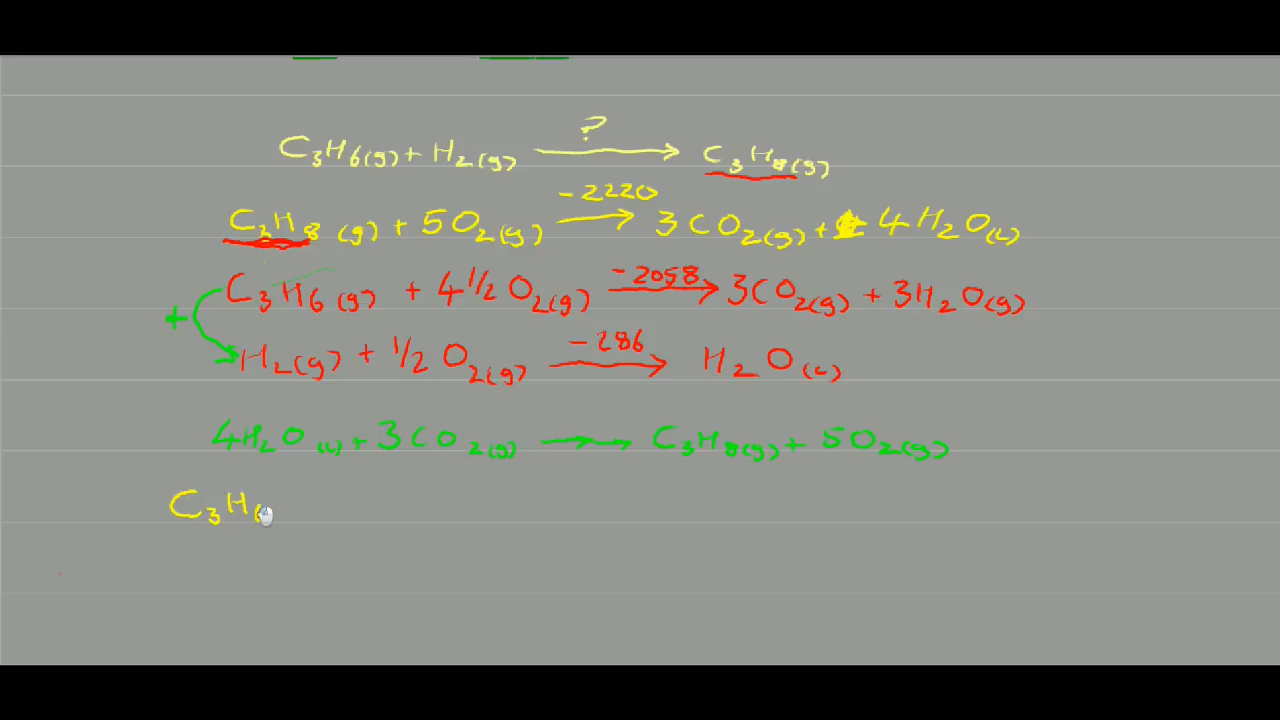 ?
C₃H₆(g) + H₂(g) → C₃H₈(g)
-2220
C₃H₈ (g) + 5O₂(g) → 3CO₂(g) + 4H₂O(l)
-2058
C₃H₆ (g) + 4 1/2 O₂(g) → 3CO₂(g) + 3H₂O(g)
+
-286
H₂(g) + 1/2 O₂(g) → H₂O(l)
4H₂O(l) + 3CO₂(g) → C₃H₈(g) + 5O₂(g)
C₃H